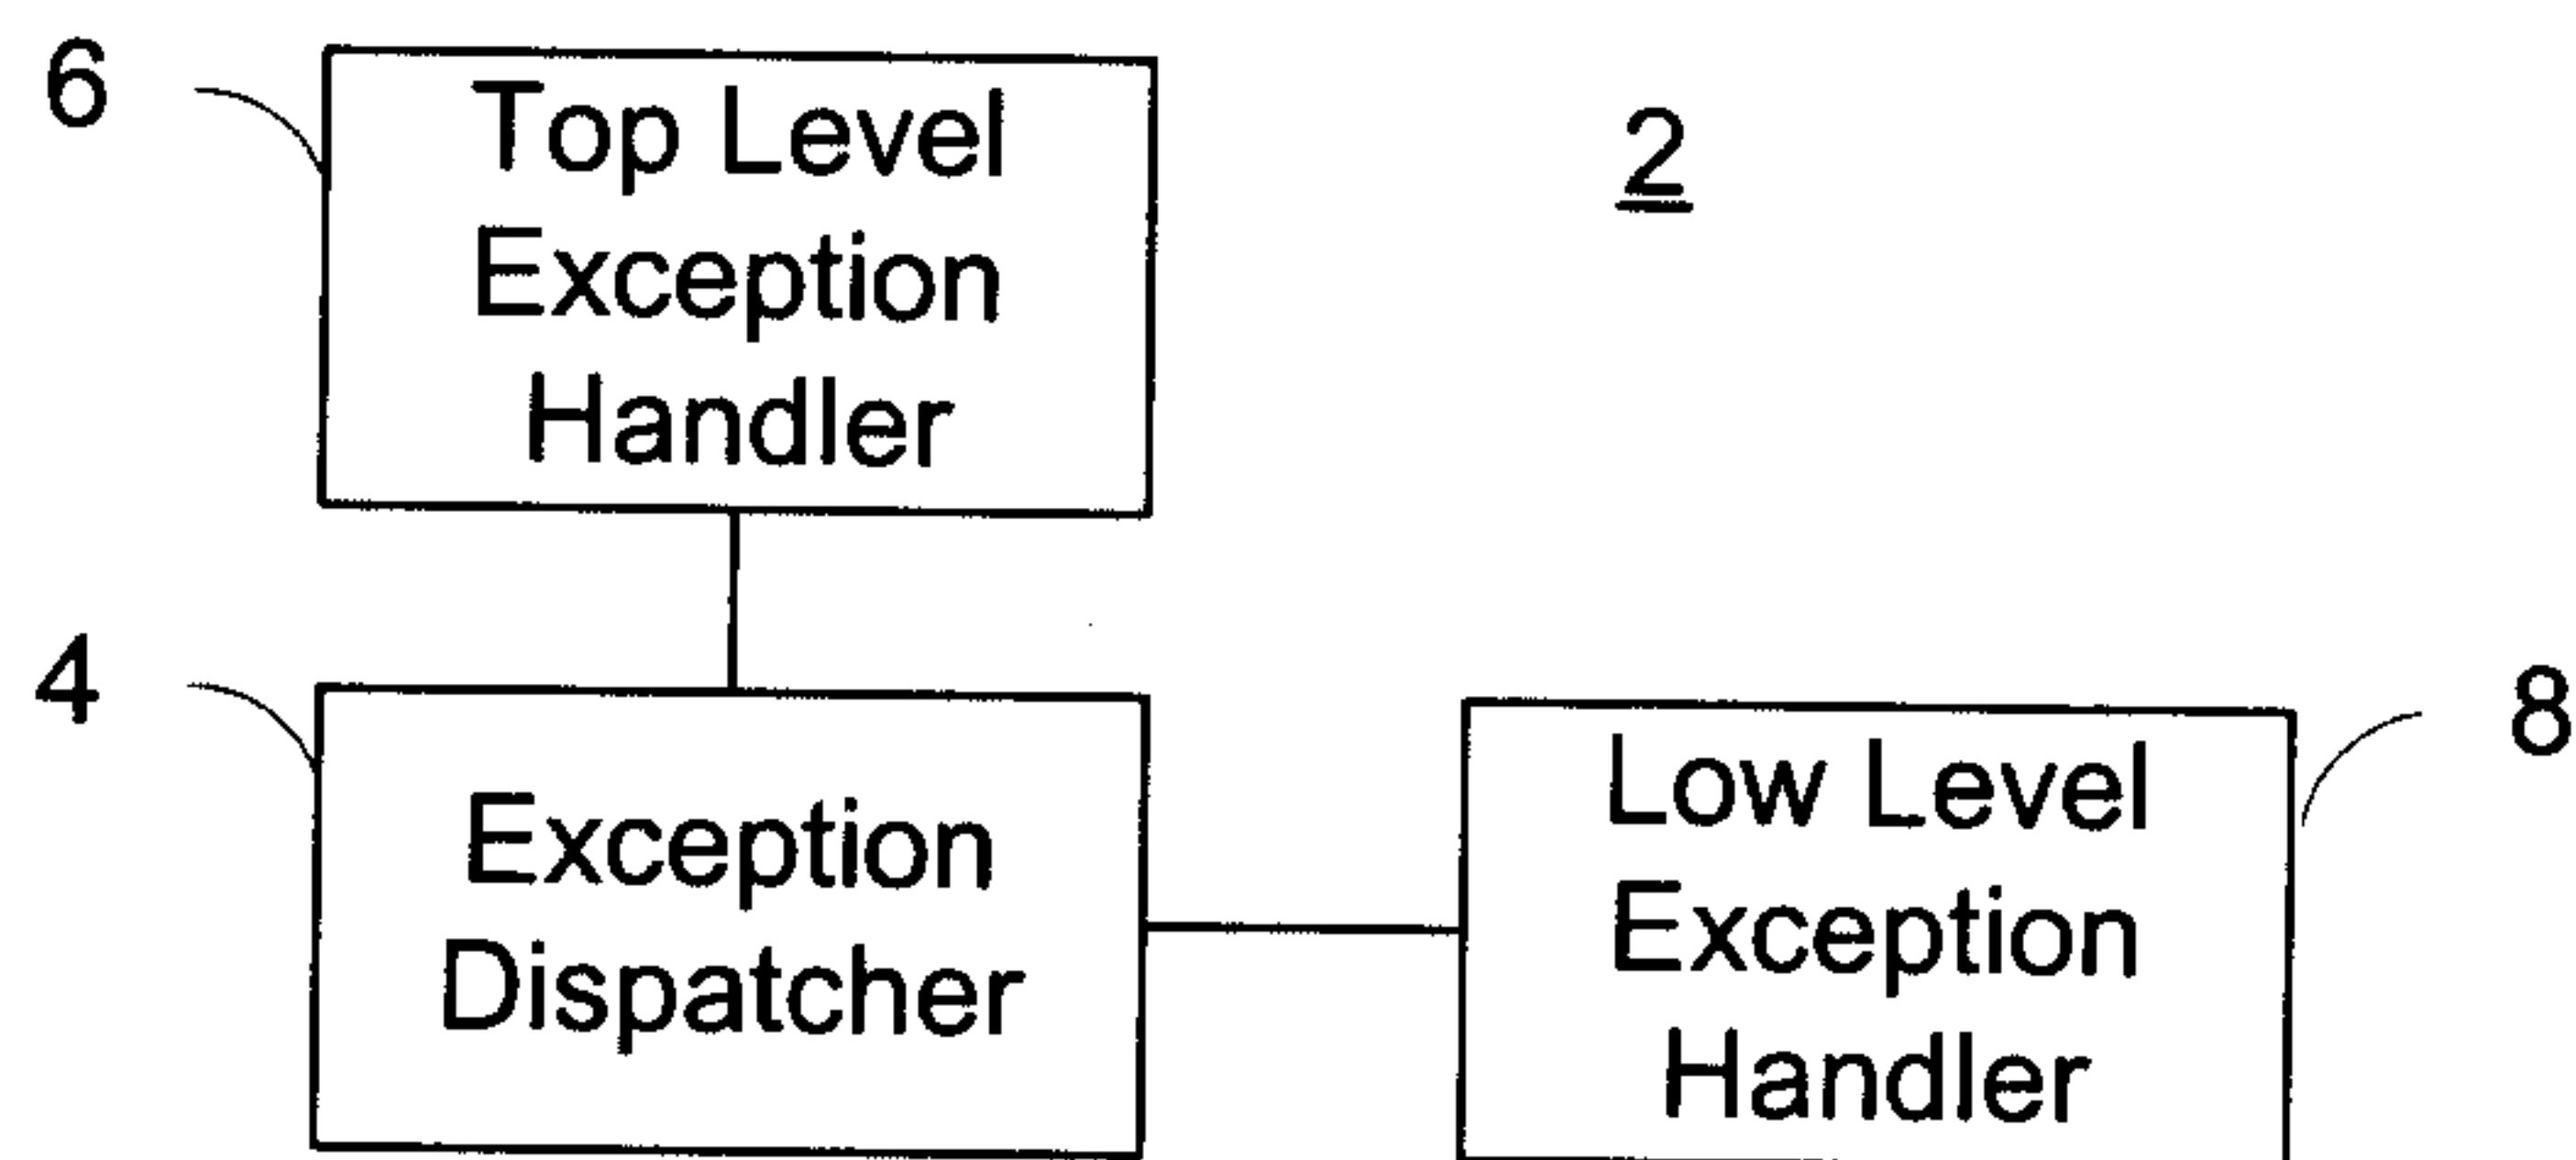 6
Top Level
Exception
Handler
2
4
Exception
Dispatcher
Low Level
Exception
Handler
8